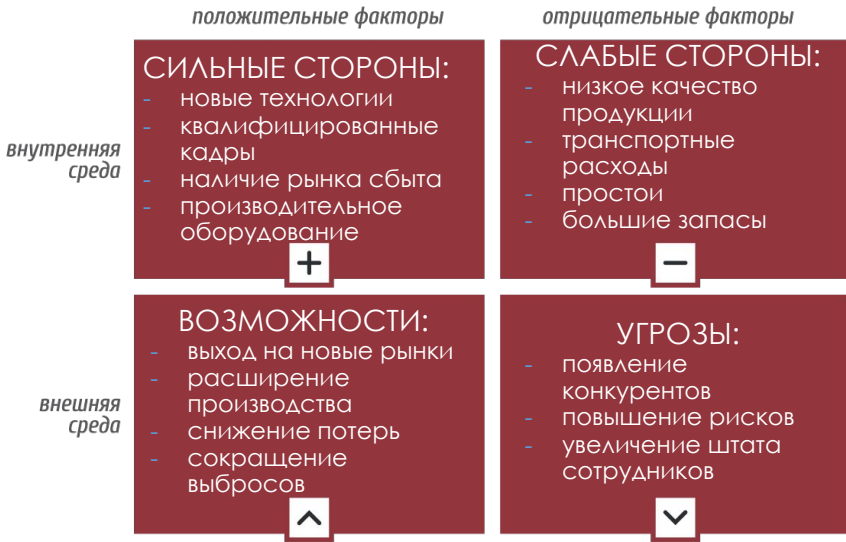 положительные факторы
отрицательные факторы
внутренняя
среда
СИЛЬНЫЕ СТОРОНЫ:
- новые технологии
- квалифицированные
кадры
- наличие рынка сбыта
- производительное
оборудование
СЛАБЫЕ СТОРОНЫ:
- низкое качество
продукции
- транспортные
расходы
- простои
- большие запасы
внешняя
среда
ВОЗМОЖНОСТИ:
- выход на новые рынки
- расширение
производства
- снижение потерь
- сокращение
выбросов
УГРОЗЫ:
- появление
конкурентов
- повышение рисков
- увеличение штата
сотрудников